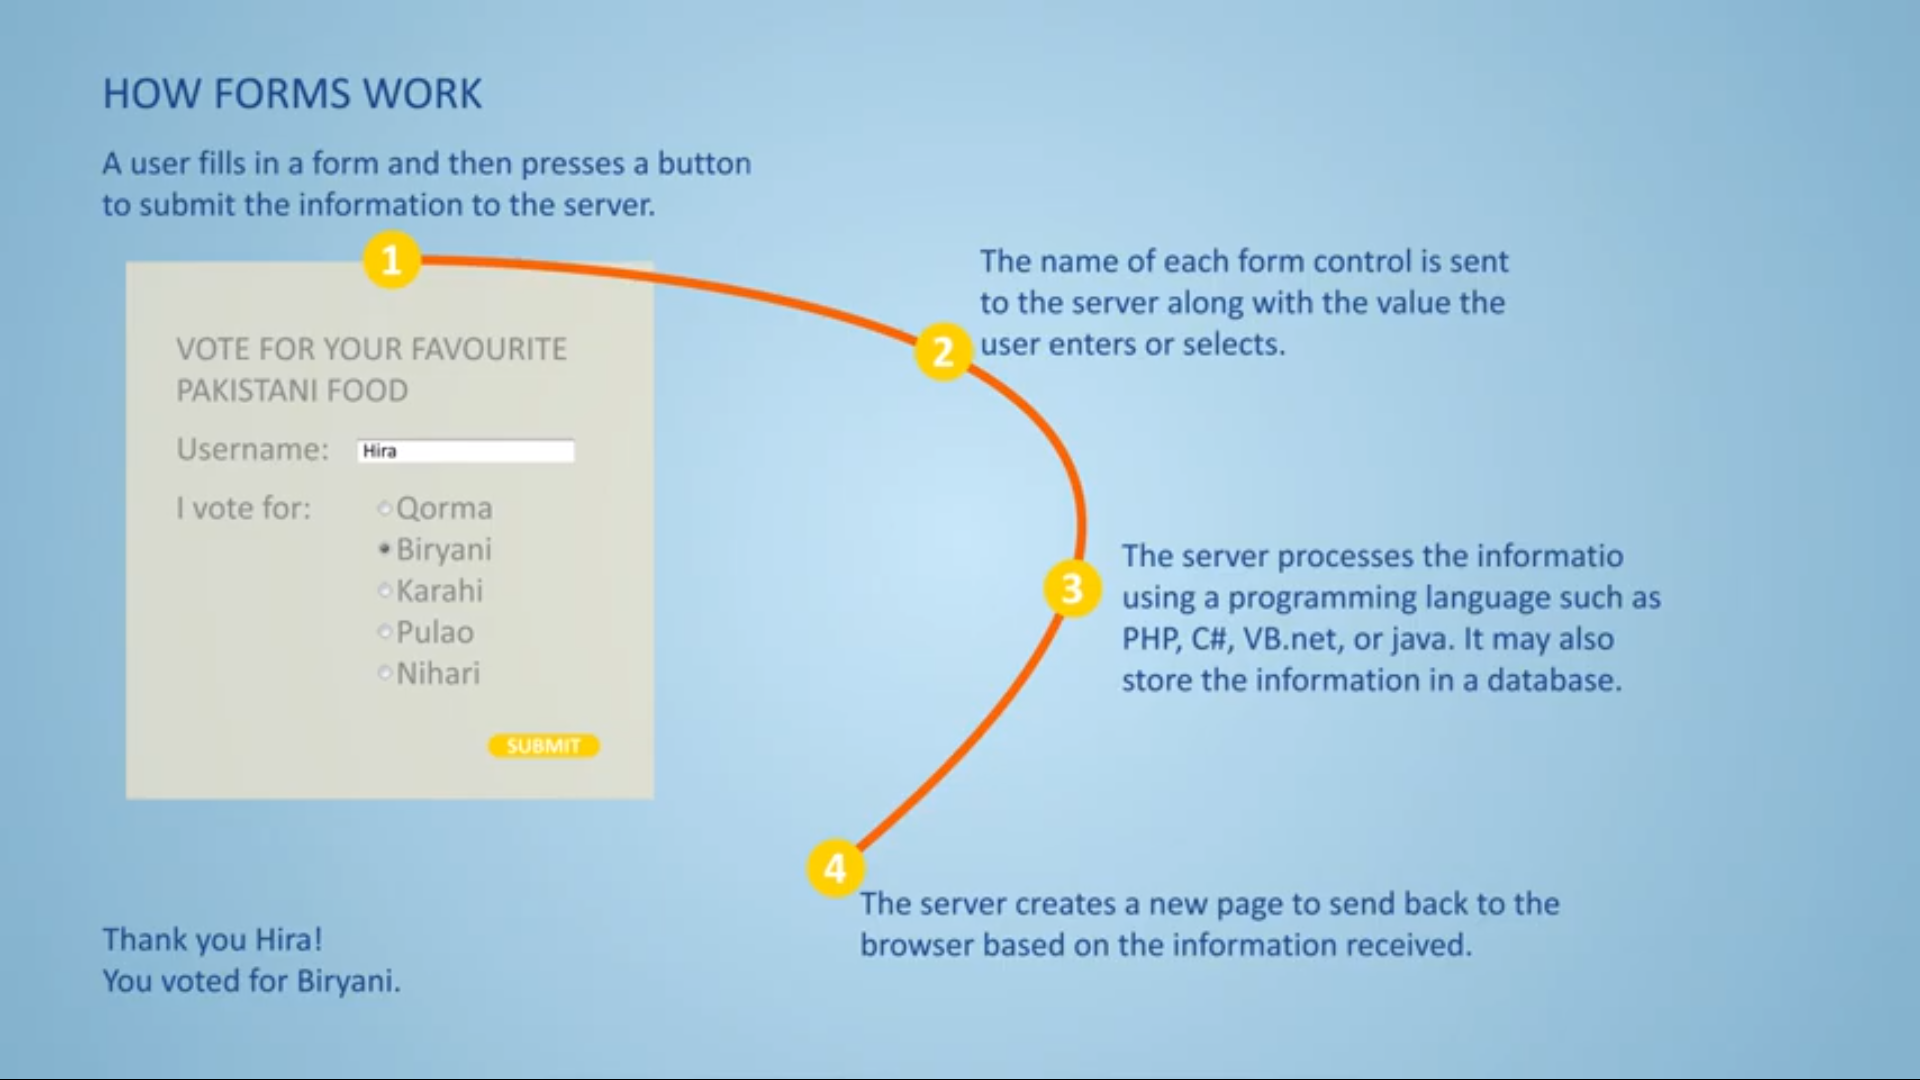 HOW FORMS WORK
A user fills in a form and then presses a button
to submit the information to the server.
1
VOTE FOR YOUR FAVOURITE
PAKISTANI FOOD
Username: Hira
I vote for: Qorma
Biryani
Karahi
Pulao
Nihari
SUBMIT
2
The name of each form control is sent
to the server along with the value the
user enters or selects.
3
The server processes the informatio
using a programming language such as
PHP, C#, VB.net, or java. It may also
store the information in a database.
4
The server creates a new page to send back to the
browser based on the information received.
Thank you Hira!
You voted for Biryani.